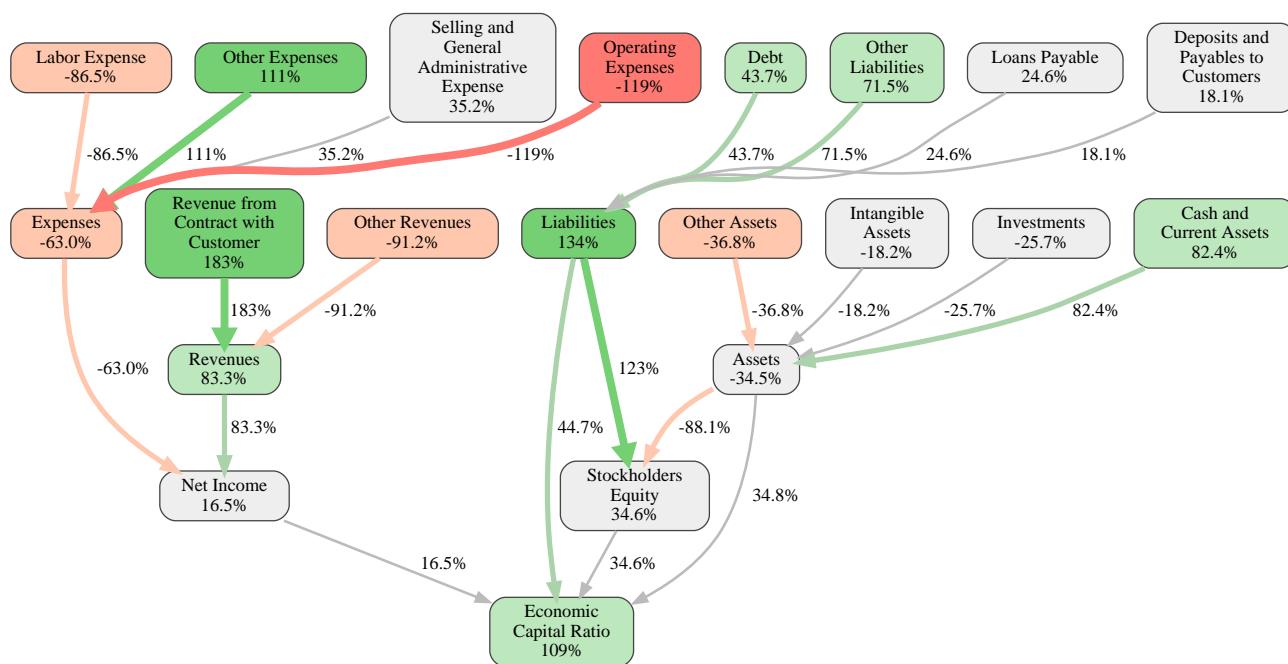 Labor Expense
-86.5%
Other Expenses
111%
Selling and
General
Administrative
Expense
35.2%
Operating
Expenses
-119%
Debt
43.7%
Other
Liabilities
71.5%
Loans Payable
24.6%
Deposits and
Payables to
Customers
18.1%
-86.5%
111%
35.2%
-119%
43.7%
71.5%
24.6%
18.1%
Expenses
-63.0%
Revenue from
Contract with
Customer
183%
Other Revenues
-91.2%
Liabilities
134%
Other Assets
-36.8%
Intangible
Assets
-18.2%
Investments
-25.7%
Cash and
Current Assets
82.4%
183%
-91.2%
-36.8%
-18.2%
-25.7%
82.4%
-63.0%
Revenues
83.3%
123%
Assets
-34.5%
83.3%
44.7%
-88.1%
Net Income
16.5%
Stockholders
Equity
34.6%
34.8%
16.5%
34.6%
Economic
Capital Ratio
109%